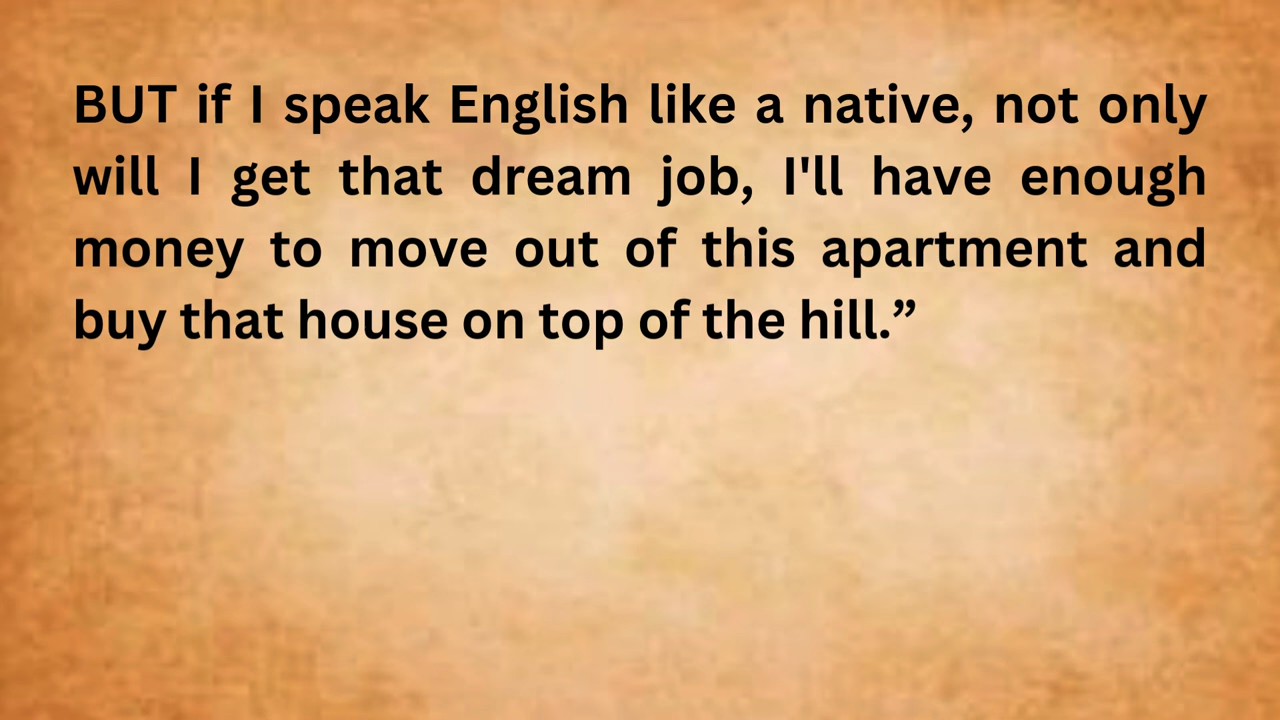 BUT if I speak English like a native, not only
will I get that dream job, I'll have enough
money to move out of this apartment and
buy that house on top of the hill.”